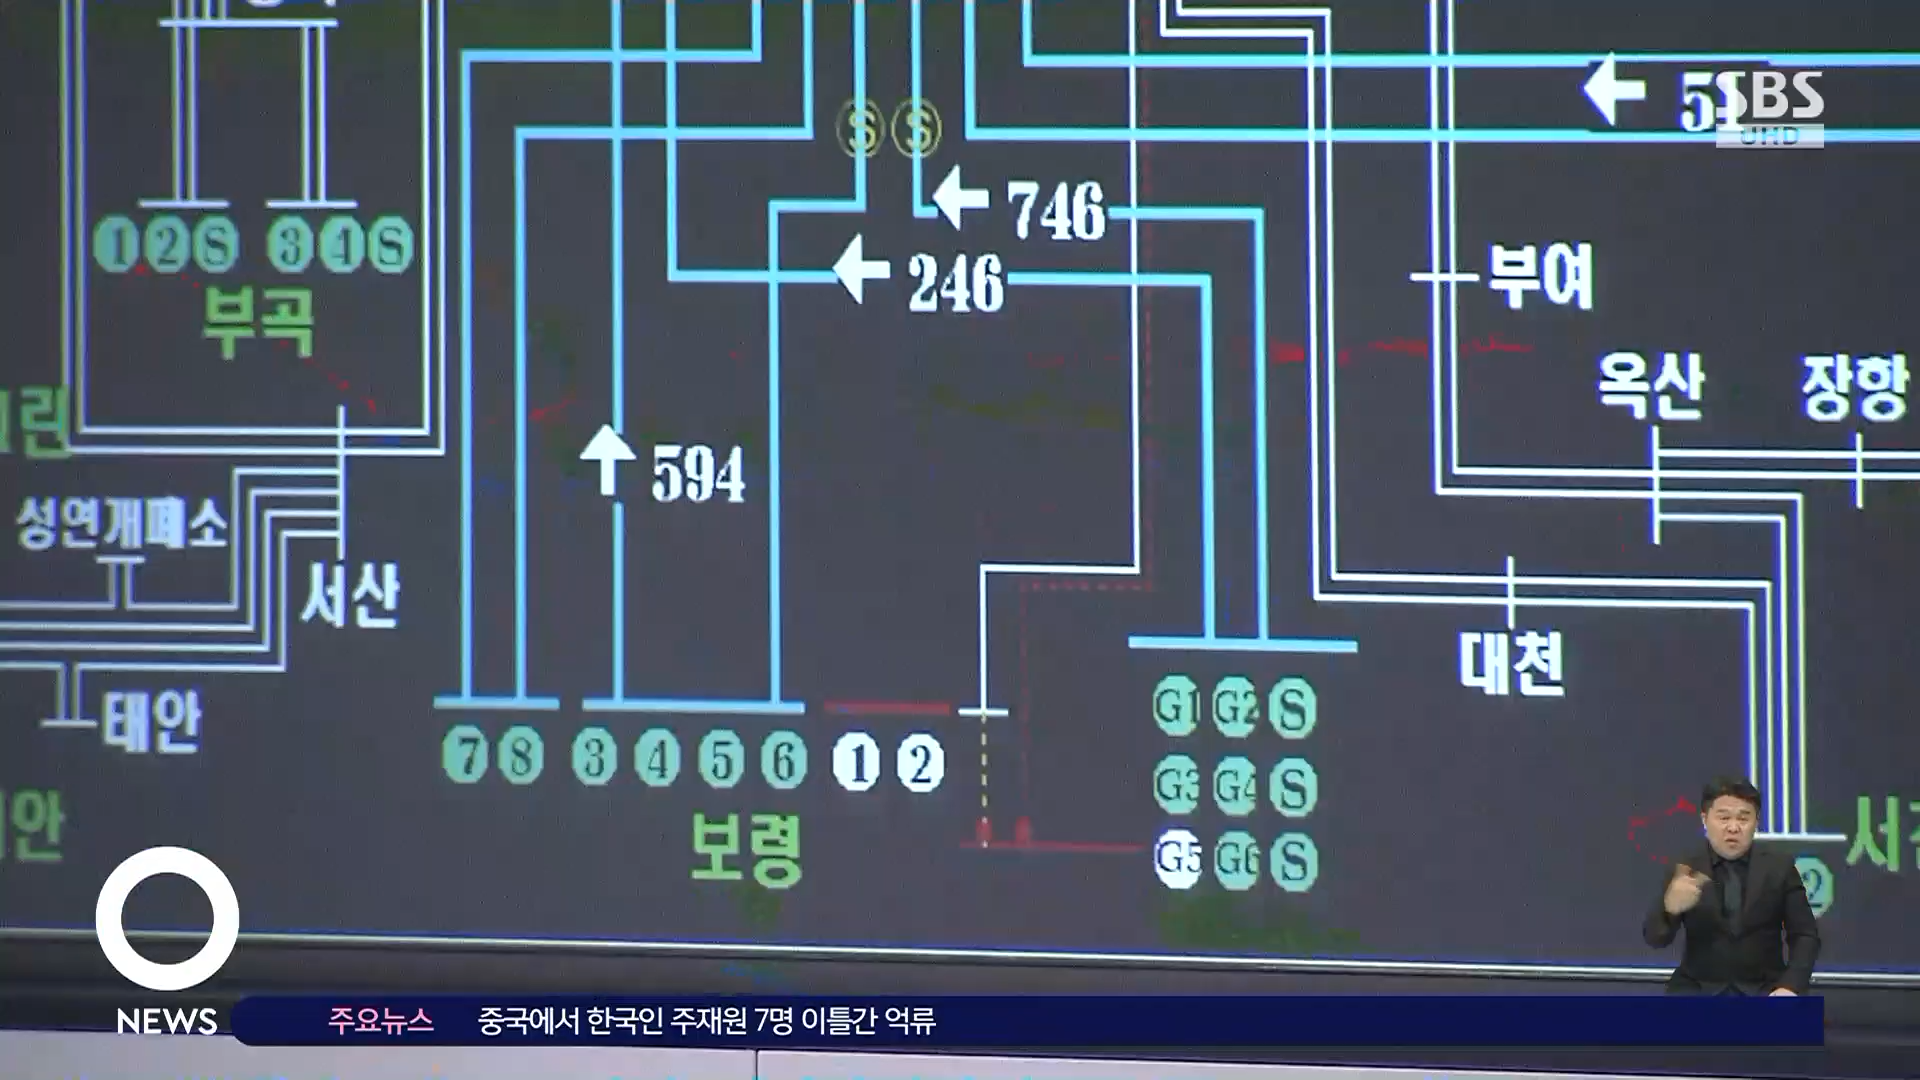 SBS
UHD
S S
746
246
1 2 S 3 4 S
부곡
부여
옥산
장항
594
성연개폐소
서산
대천
태안
G1 G2 S
7 8 3 4 5 6 1 2
G3 G4 S
보령
G5 G6 S
2
NEWS
주요뉴스 중국에서 한국인 주재원 7명 이틀간 억류